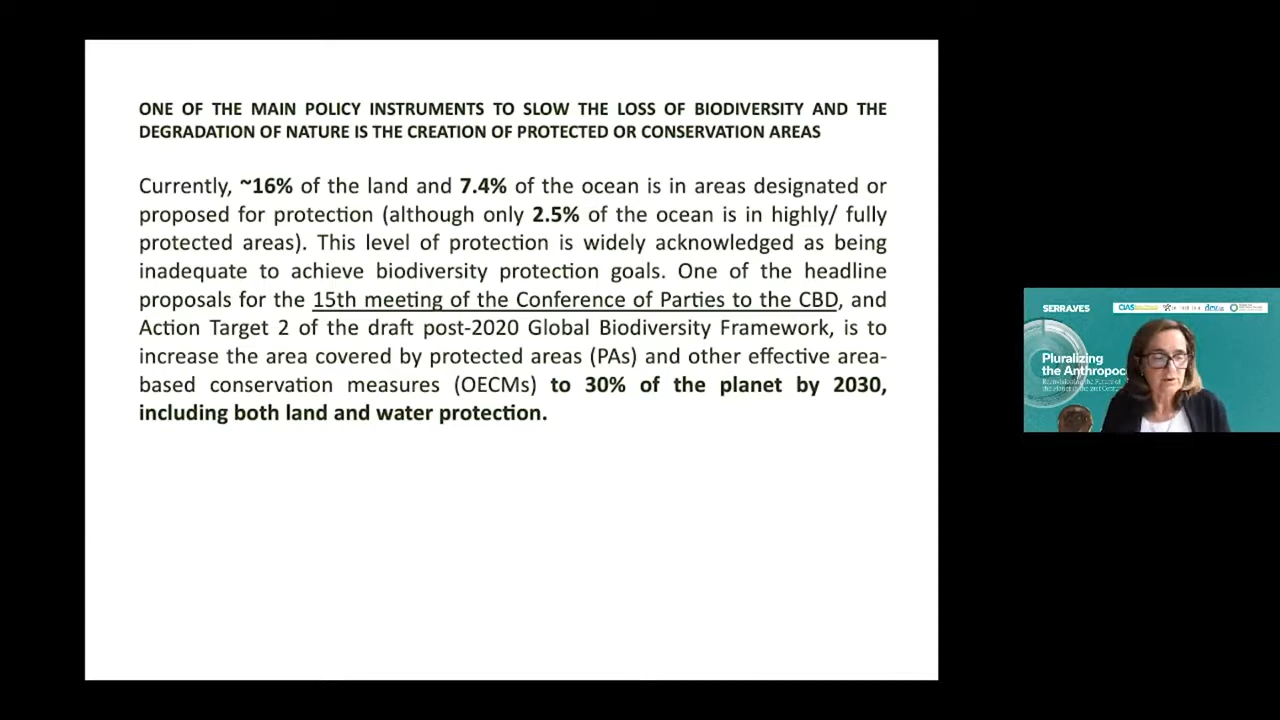 ONE OF THE MAIN POLICY INSTRUMENTS TO SLOW THE LOSS OF BIODIVERSITY AND THE
DEGRADATION OF NATURE IS THE CREATION OF PROTECTED OR CONSERVATION AREAS
Currently, ~16% of the land and 7.4% of the ocean is in areas designated or
proposed for protection (although only 2.5% of the ocean is in highly/ fully
protected areas). This level of protection is widely acknowledged as being
inadequate to achieve biodiversity protection goals. One of the headline
proposals for the 15th meeting of the Conference of Parties to the CBD, and
Action Target 2 of the draft post-2020 Global Biodiversity Framework, is to
increase the area covered by protected areas (PAs) and other effective area-
based conservation measures (OECMs) to 30% of the planet by 2030,
including both land and water protection.
SERRALVES
Pluralizing
the Anthropoc